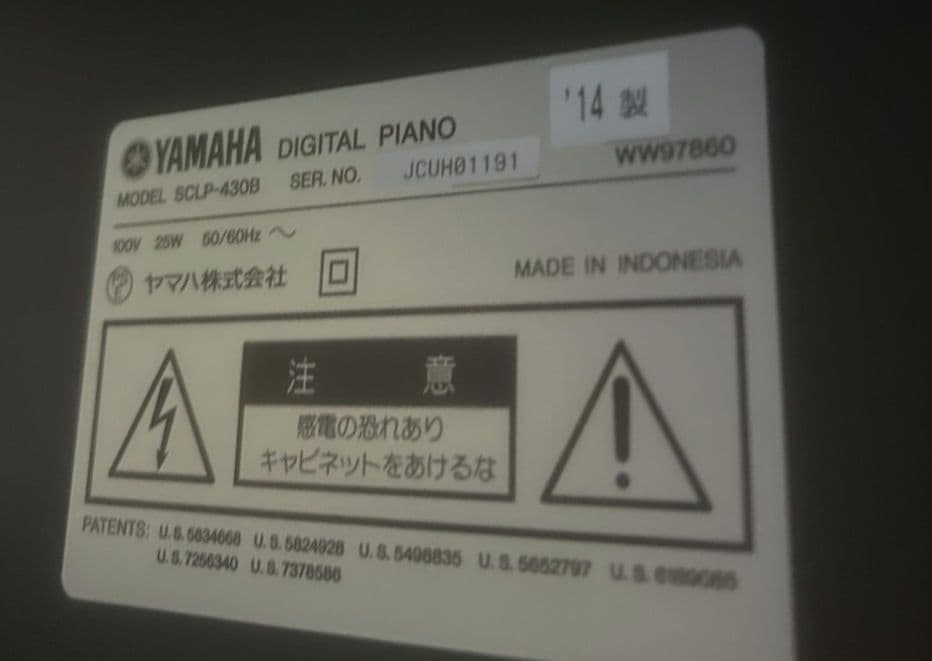 '14 製
YAMAHA DIGITAL PIANO
MODEL SCLP-430B SER. NO. JCUH01191 WW97860
100V 25W 50/60Hz ～
PSE ヤマハ株式会社 MADE IN INDONESIA
注 意
感電の恐れあり
キャビネットをあけるな
PATENTS: U.S.5834668 U.S.5824928 U.S.5498835 U.S.5652797 U.S.
U.S.7256340 U.S.7378586